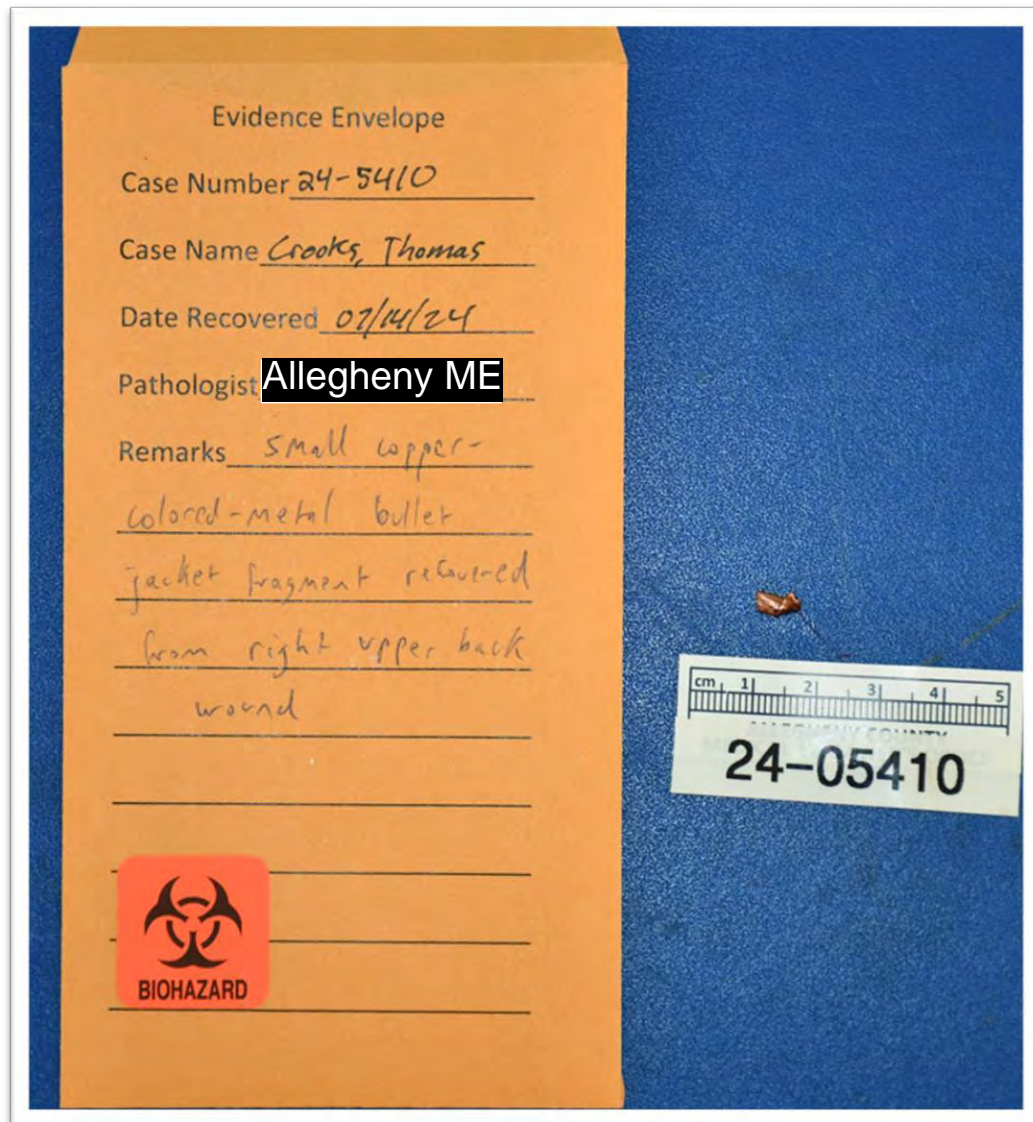 Evidence Envelope
Case Number 24-5410
Case Name Crooks, Thomas
Date Recovered 07/14/24
Pathologist Allegheny ME
Remarks small copper-
colored-metal bullet
jacket fragment recovered
from right upper back
wound
BIOHAZARD
cm 1 2 3 4 5
ALLEGHENY COUNTY
24-05410